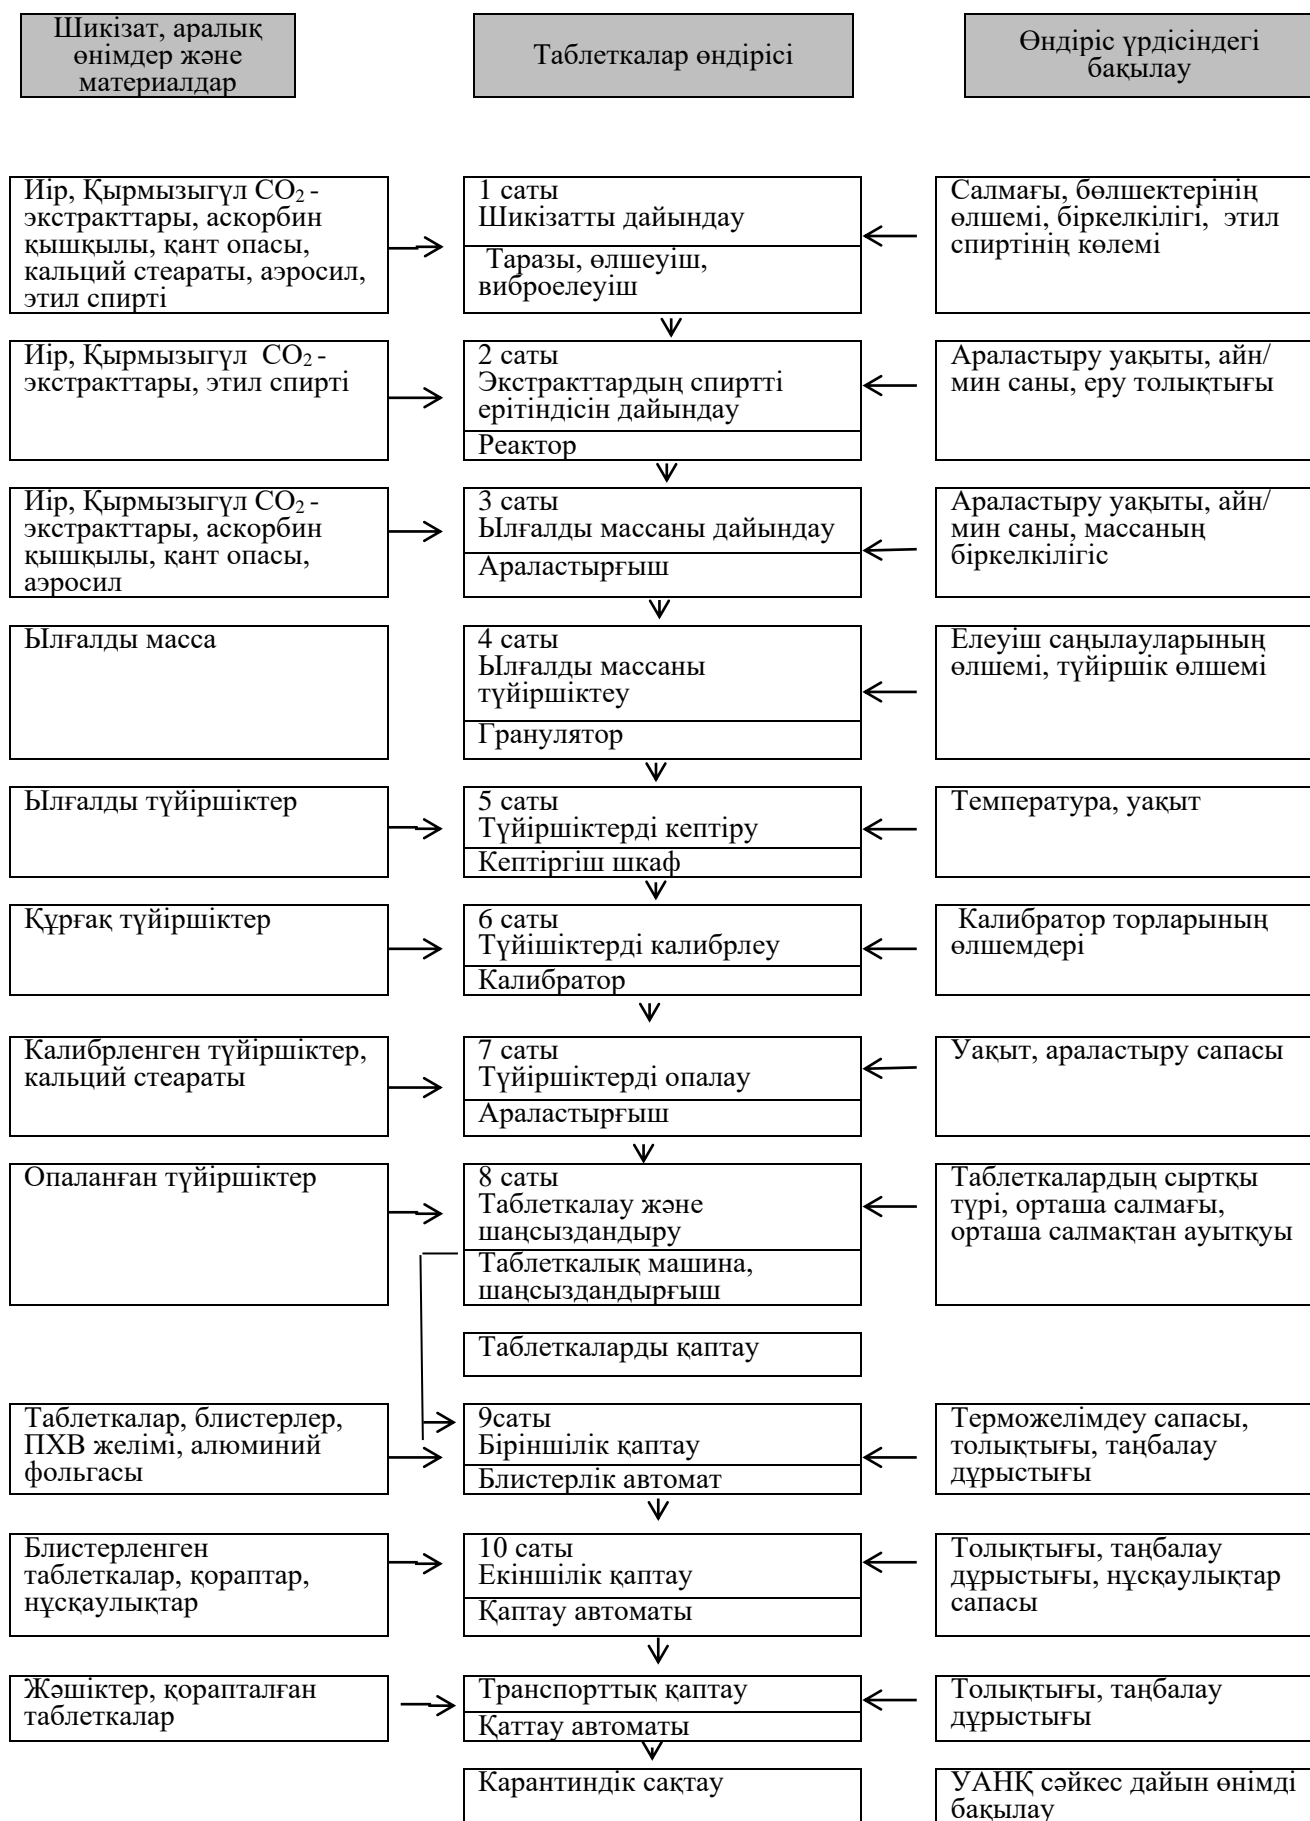 Шикізат, аралық
өнімдер және
материалдар
Таблеткалар өндірісі
Өндіріс үрдісіндегі
бақылау
Иір, Қырмызыгүл СО₂ -
экстракттары, аскорбин
қышқылы, қант опасы,
кальций стеараты, аэросил,
этил спирті
1 саты
Шикізатты дайындау
Таразы, өлшеуіш,
виброелеуіш
Салмағы, бөлшектерінің
өлшемі, біркелкілігі, этил
спиртінің көлемі
Иір, Қырмызыгүл СО₂ -
экстракттары, этил спирті
2 саты
Экстракттардың спиртті
ерітіндісін дайындау
Реактор
Араластыру уақыты, айн/
мин саны, еру толықтығы
Иір, Қырмызыгүл СО₂ -
экстракттары, аскорбин
қышқылы, қант опасы,
аэросил
3 саты
Ылғалды массаны дайындау
Араластырғыш
Араластыру уақыты, айн/
мин саны, массаның
біркелкілігіс
Ылғалды масса
4 саты
Ылғалды массаны
түйіршіктеу
Гранулятор
Елеуіш саңылауларының
өлшемі, түйіршік өлшемі
Ылғалды түйіршіктер
5 саты
Түйіршіктерді кептіру
Кептіргіш шкаф
Температура, уақыт
Құрғақ түйіршіктер
6 саты
Түйішіктерді калибрлеу
Калибратор
Калибратор торларының
өлшемдері
Калибрленген түйіршіктер,
кальций стеараты
7 саты
Түйіршіктерді опалау
Араластырғыш
Уақыт, араластыру сапасы
Опаланған түйіршіктер
8 саты
Таблеткалау және
шаңсыздандыру
Таблеткалық машина,
шаңсыздандырғыш
Таблеткалардың сыртқы
түрі, орташа салмағы,
орташа салмақтан ауытқуы
Таблеткаларды қаптау
Таблеткалар, блистерлер,
ПХВ желімі, алюминий
фольгасы
9саты
Біріншілік қаптау
Блистерлік автомат
Терможелімдеу сапасы,
толықтығы, таңбалау
дұрыстығы
Блистерленген
таблеткалар, қораптар,
нұсқаулықтар
10 саты
Екіншілік қаптау
Қаптау автоматы
Толықтығы, таңбалау
дұрыстығы, нұсқаулықтар
сапасы
Жәшіктер, қорапталған
таблеткалар
Транспорттық қаптау
Қаттау автоматы
Толықтығы, таңбалау
дұрыстығы
Карантиндік сақтау
УАНҚ сәйкес дайын өнімді
бақылау